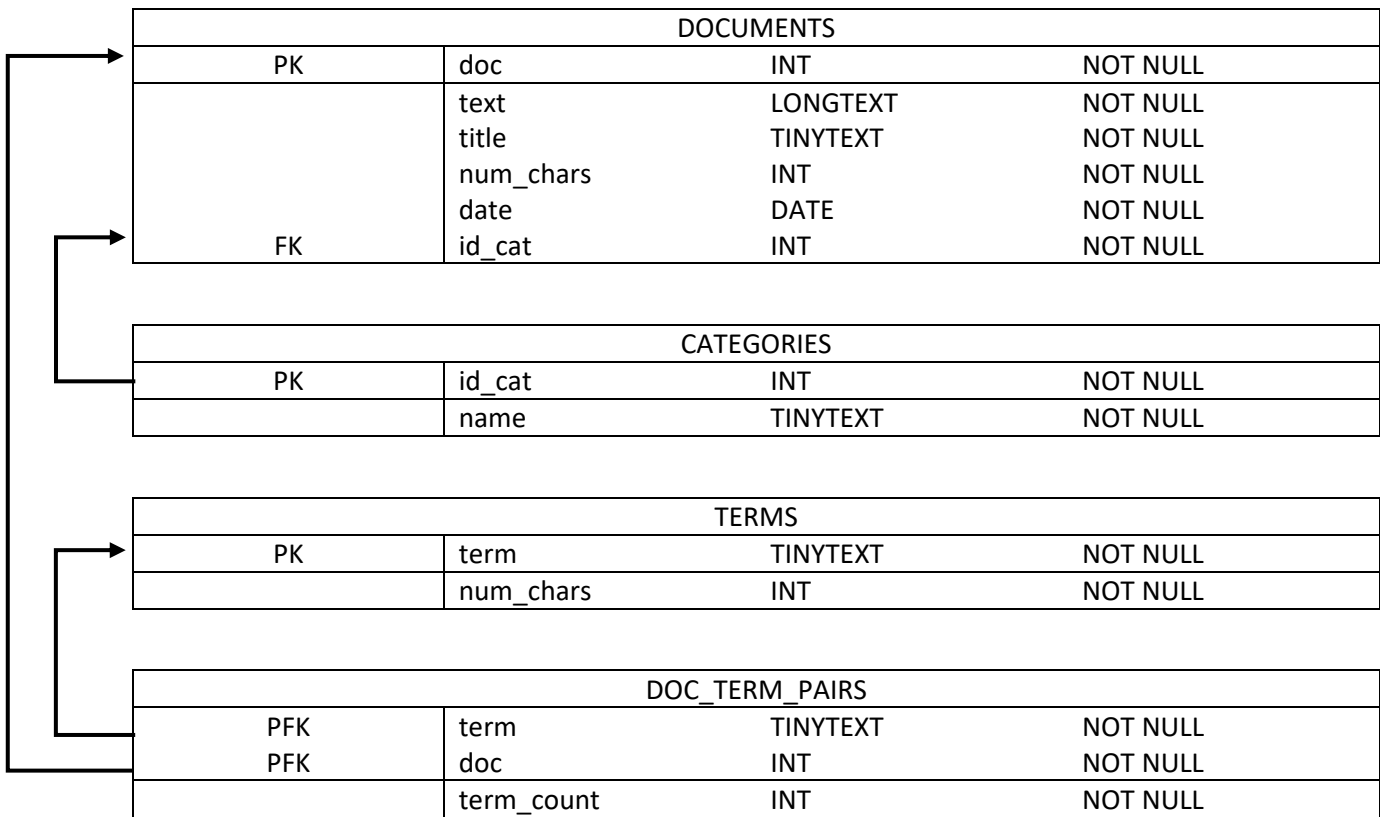 DOCUMENTS
PK doc INT NOT NULL
text LONGTEXT NOT NULL
title TINYTEXT NOT NULL
num_chars INT NOT NULL
date DATE NOT NULL
FK id_cat INT NOT NULL
CATEGORIES
PK id_cat INT NOT NULL
name TINYTEXT NOT NULL
TERMS
PK term TINYTEXT NOT NULL
num_chars INT NOT NULL
DOC_TERM_PAIRS
PFK term TINYTEXT NOT NULL
PFK doc INT NOT NULL
term_count INT NOT NULL